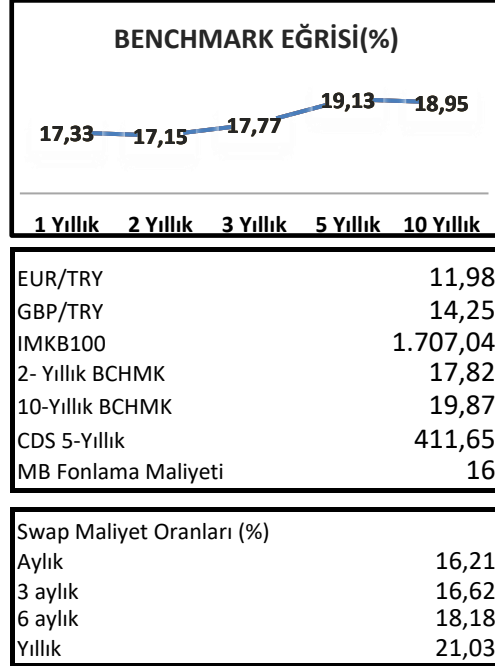 BENCHMARK EĞRİSİ(%)
17,33 17,15 17,77 19,13 18,95
1 Yıllık 2 Yıllık 3 Yıllık 5 Yıllık 10 Yıllık
EUR/TRY 11,98
GBP/TRY 14,25
IMKB100 1.707,04
2- Yıllık BCHMK 17,82
10-Yıllık BCHMK 19,87
CDS 5-Yıllık 411,65
MB Fonlama Maliyeti 16
Swap Maliyet Oranları (%)
Aylık 16,21
3 aylık 16,62
6 aylık 18,18
Yıllık 21,03